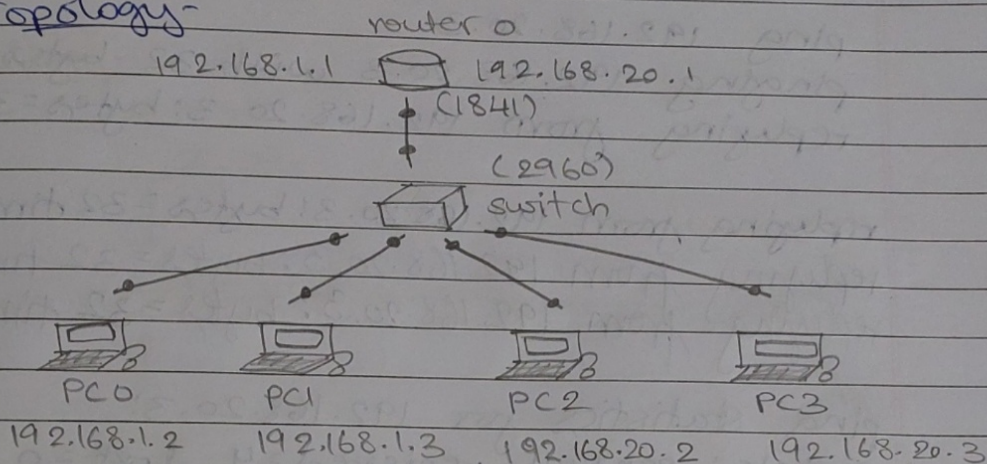 opology-
router 0
192.168.1.1 192.168.20.1
(1841)
(2960)
switch
PC0 PC1 PC2 PC3
192.168.1.2 192.168.1.3 192.168.20.2 192.168.20.3